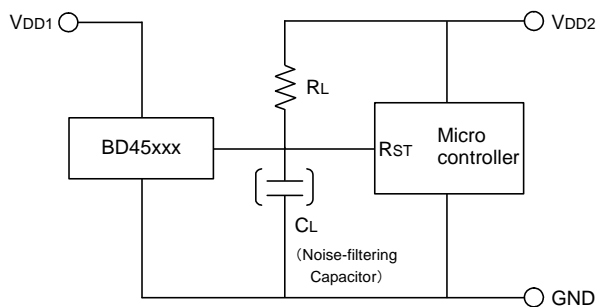 VDD1
VDD2
RL
BD45xxx
RST
Micro
controller
CL
(Noise-filtering
Capacitor)
GND